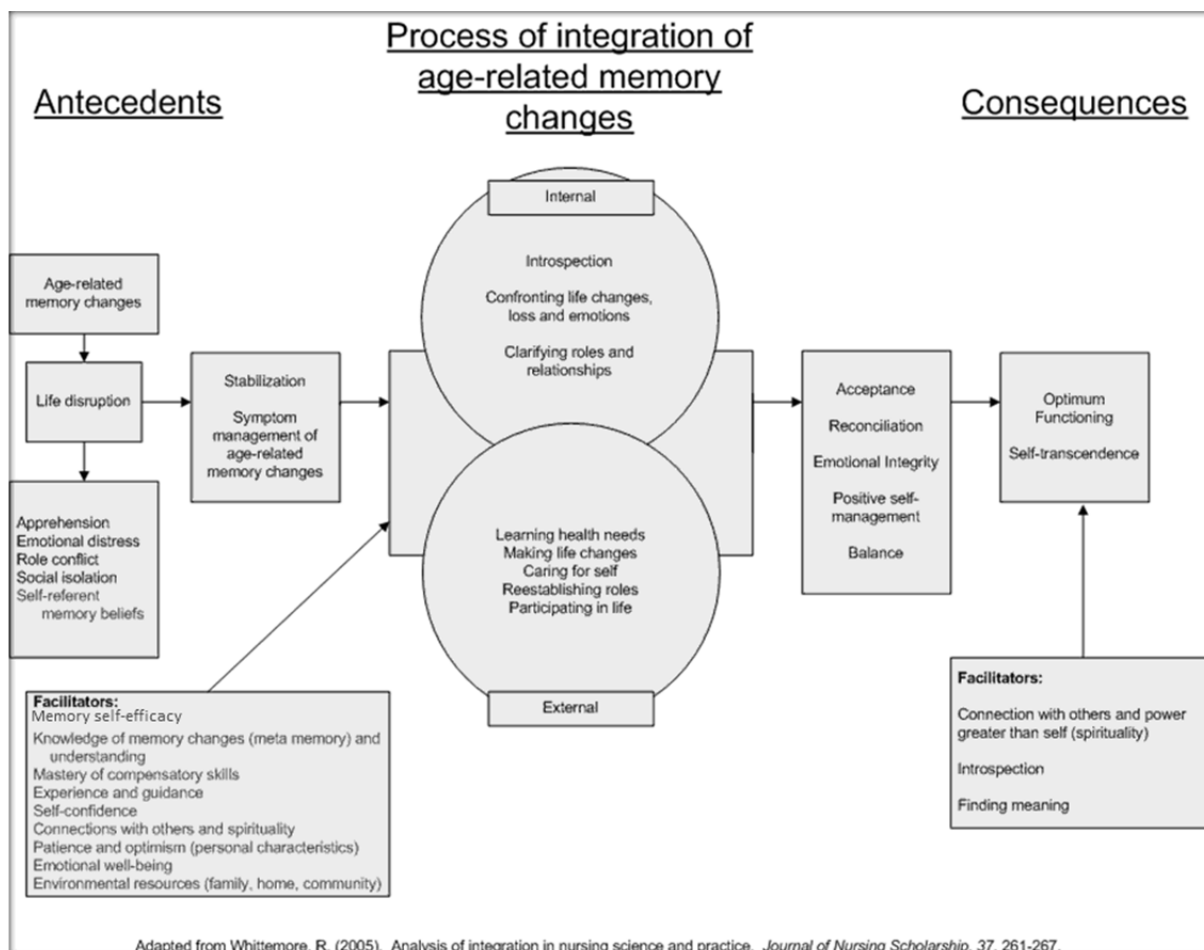 Process of integration of
age-related memory
changes
Antecedents
Consequences
Internal
Introspection
Confronting life changes,
loss and emotions
Clarifying roles and
relationships
Age-related
memory changes
Life disruption
Stabilization
Symptom
management of
age-related
memory changes
Apprehension
Emotional distress
Role conflict
Social isolation
Self-referent
memory beliefs
Learning health needs
Making life changes
Caring for self
Reestablishing roles
Participating in life
External
Acceptance
Reconciliation
Emotional Integrity
Positive self-
management
Balance
Optimum
Functioning
Self-transcendence
Facilitators:
Memory self-efficacy
Knowledge of memory changes (meta memory) and
understanding
Mastery of compensatory skills
Experience and guidance
Self-confidence
Connections with others and spirituality
Patience and optimism (personal characteristics)
Emotional well-being
Environmental resources (family, home, community)
Facilitators:
Connection with others and power
greater than self (spirituality)
Introspection
Finding meaning
Adapted from Whittemore, R. (2005). Analysis of integration in nursing science and practice. Journal of Nursing Scholarship, 37, 261-267.